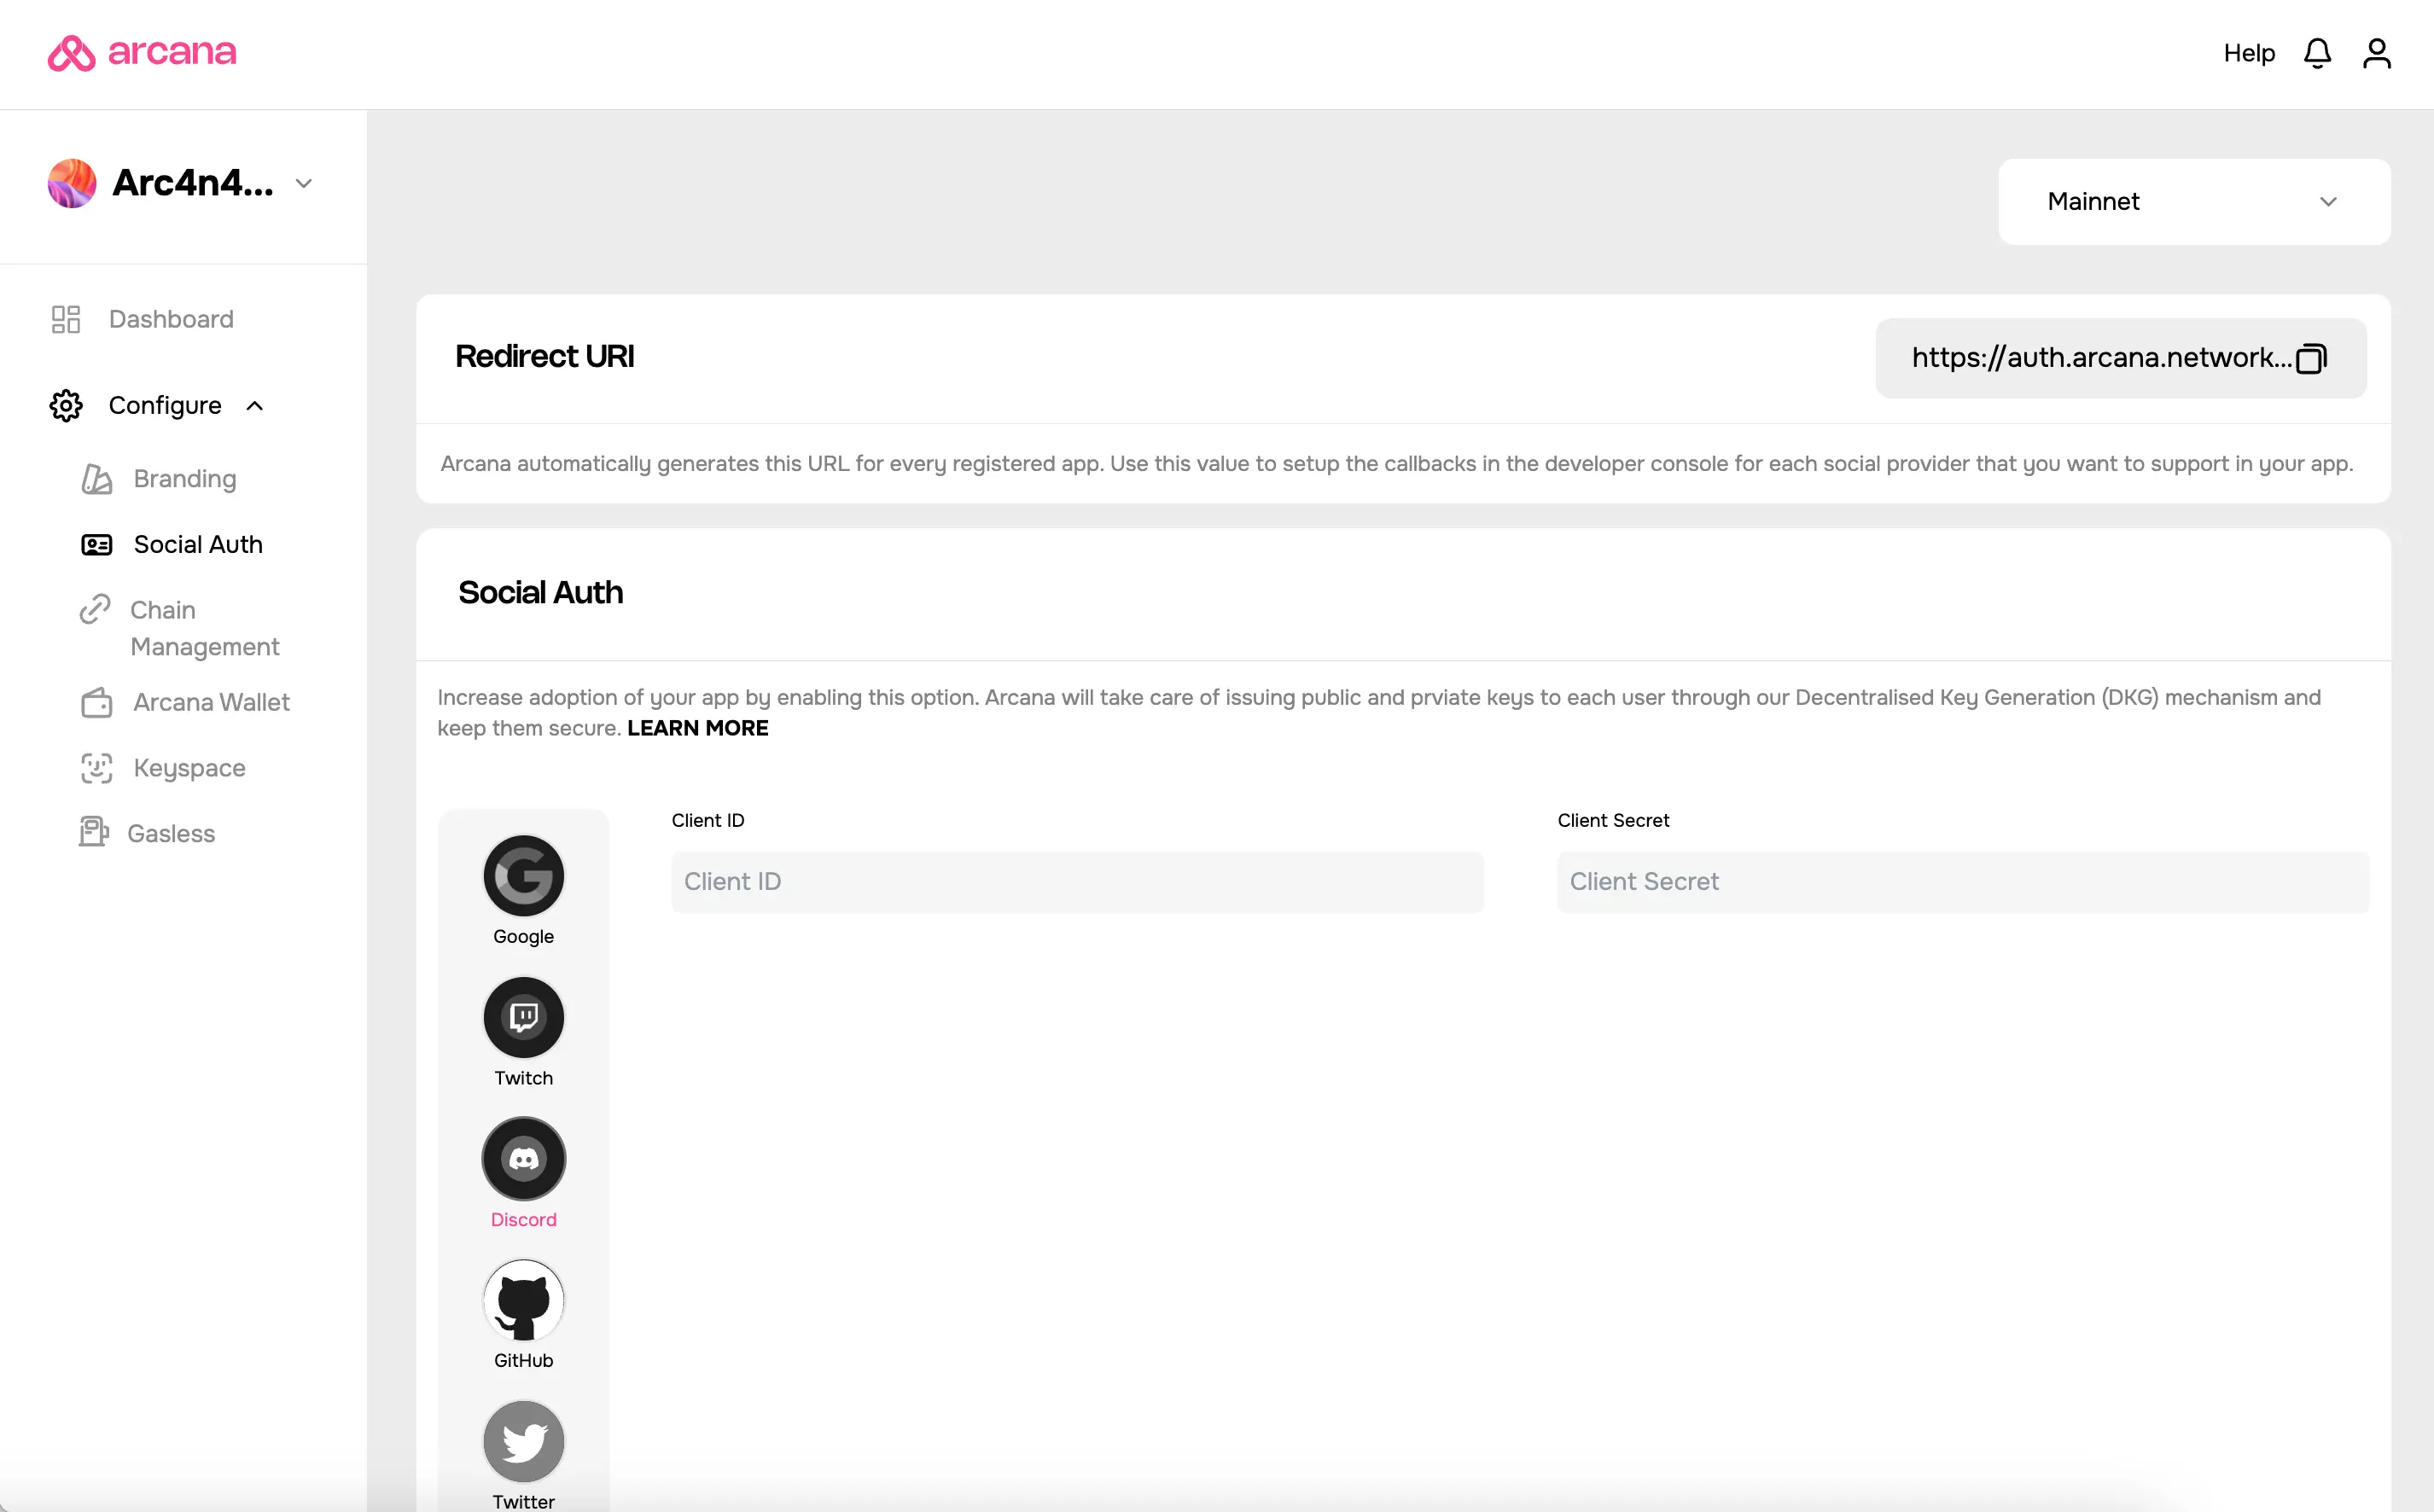 arcana
Help
Arc4n4...
Mainnet
Dashboard
Configure
Branding
Social Auth
Chain
Management
Arcana Wallet
Keyspace
Gasless
Redirect URI
https://auth.arcana.network...
Arcana automatically generates this URL for every registered app. Use this value to setup the callbacks in the developer console for each social provider that you want to support in your app.
Social Auth
Increase adoption of your app by enabling this option. Arcana will take care of issuing public and prviate keys to each user through our Decentralised Key Generation (DKG) mechanism and
keep them secure. LEARN MORE
Google
Twitch
Discord
GitHub
Twitter
Client ID
Client ID
Client Secret
Client Secret